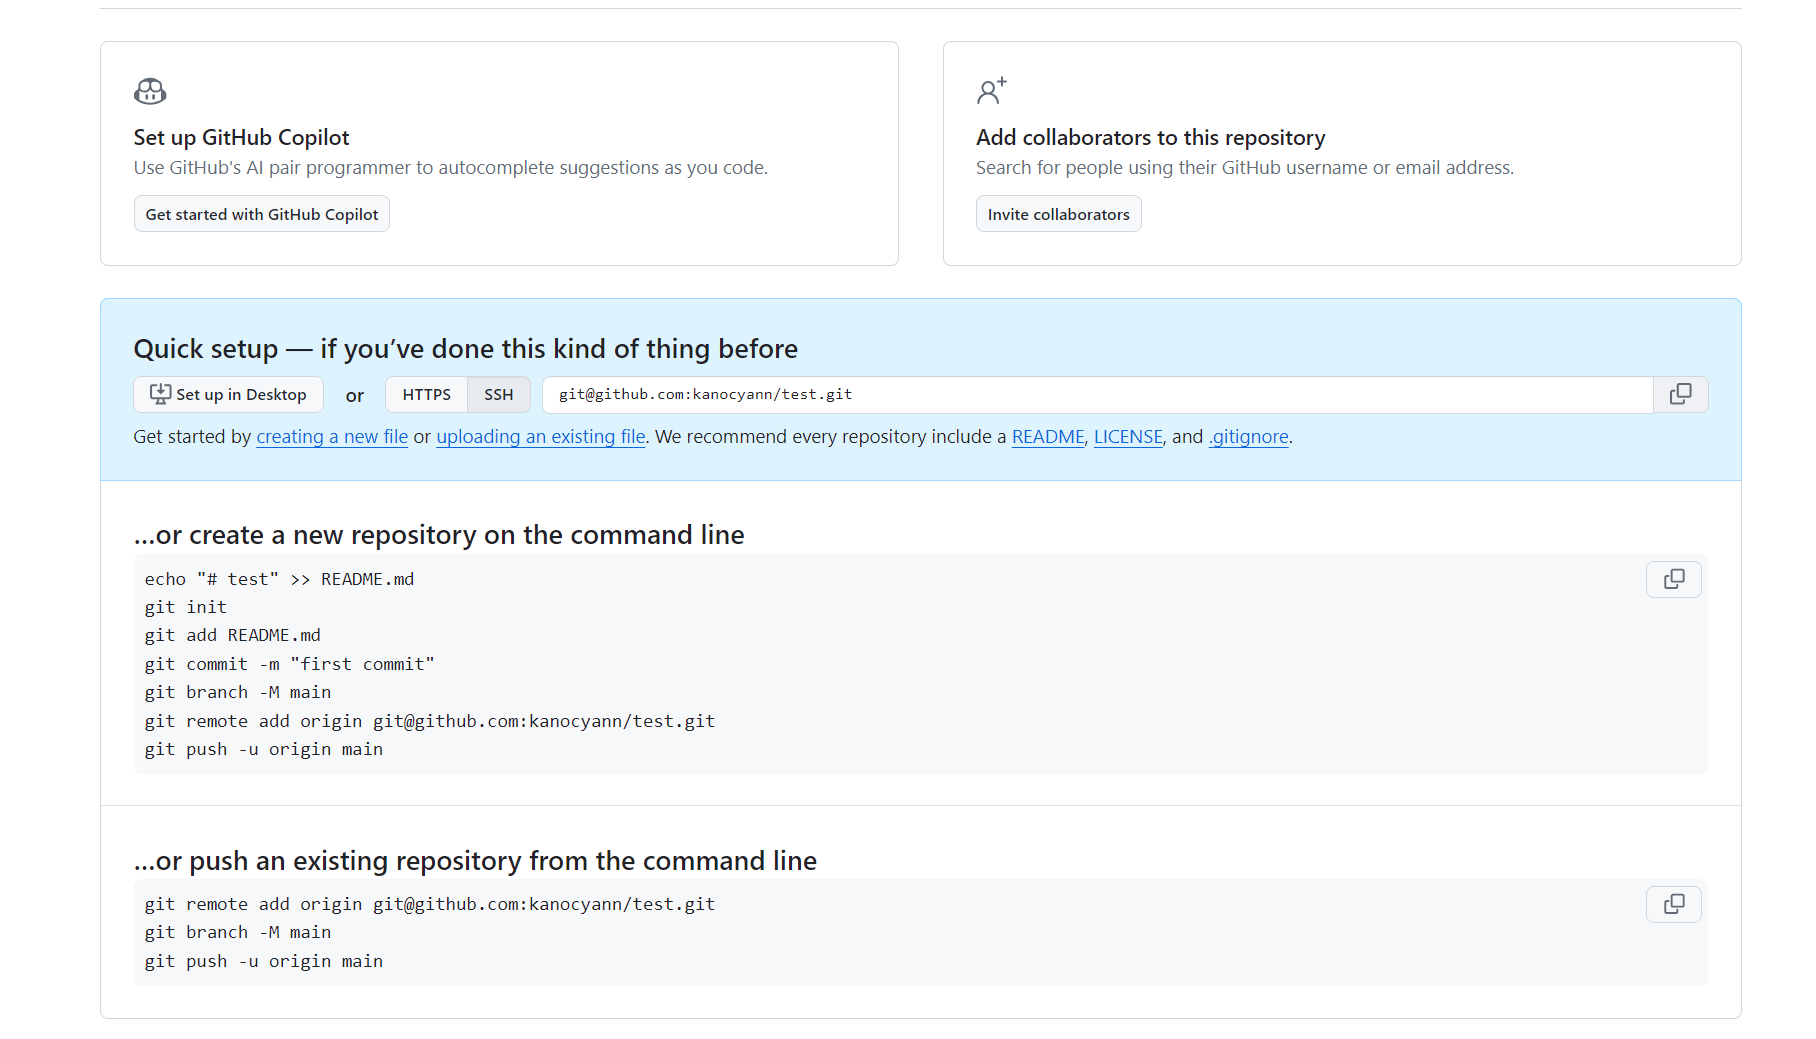 Set up GitHub Copilot
Use GitHub's AI pair programmer to autocomplete suggestions as you code.
Get started with GitHub Copilot
Add collaborators to this repository
Search for people using their GitHub username or email address.
Invite collaborators
Quick setup — if you’ve done this kind of thing before
Set up in Desktop or HTTPS SSH git@github.com:kanocyann/test.git
Get started by creating a new file or uploading an existing file. We recommend every repository include a README, LICENSE, and .gitignore.
…or create a new repository on the command line
echo "# test" >> README.md
git init
git add README.md
git commit -m "first commit"
git branch -M main
git remote add origin git@github.com:kanocyann/test.git
git push -u origin main
…or push an existing repository from the command line
git remote add origin git@github.com:kanocyann/test.git
git branch -M main
git push -u origin main